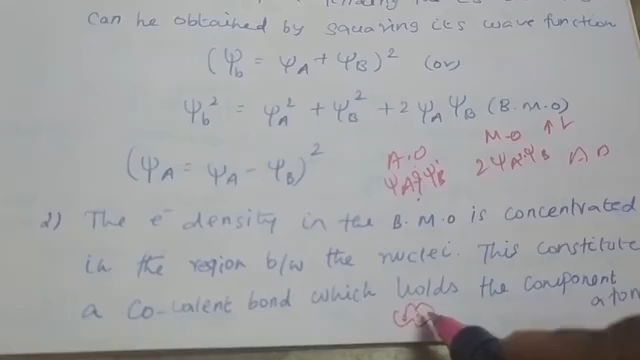 can be obtained by squaring its wave function
(Ψb = ΨA + ΨB)² (or)
Ψb² = ΨA² + ΨB² + 2ΨAΨB (B.M.O)
(ΨA = ΨA - ΨB)²
A.O
M.O
2) The e⁻ density in the B.M.O is concentrated
in the region b/w the nuclei. This constitute
a Co-valent bond which holds the component
atom